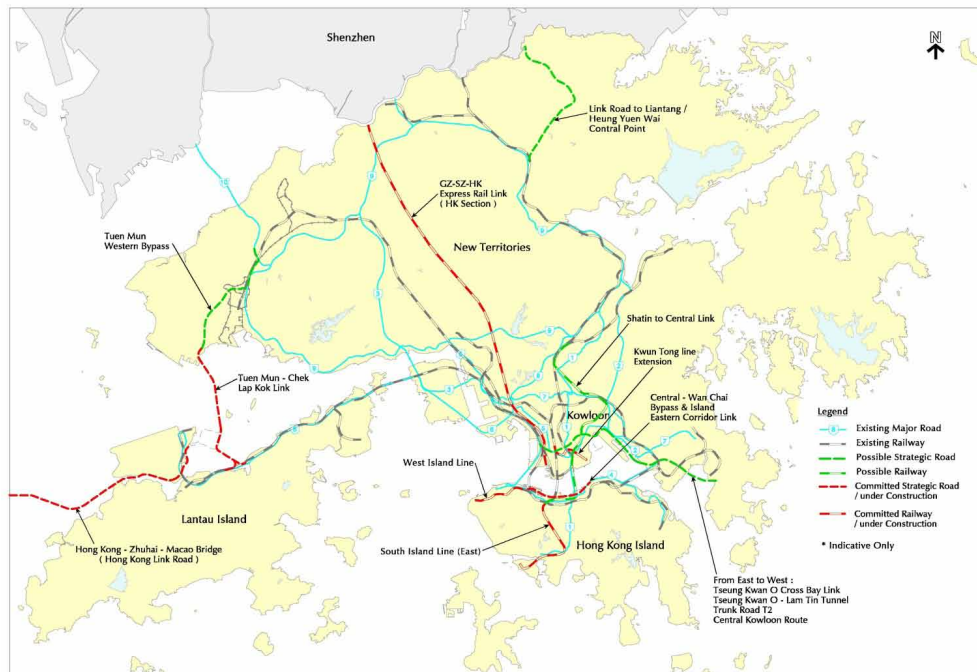 Shenzhen
N
Link Road to Liantang /
Heung Yuen Wai
Contral Point
GZ-SZ-HK
Express Rail Link
( HK Section )
Tuen Mun
Western Bypass
New Territories
Shatin to Central Link
Kwun Tong line
Extension
Tuen Mun - Chek
Lap Kok Link
Central - Wan Chai
Bypass & Island
Eastern Corridor Link
Kowloon
Legend
8 Existing Major Road
Existing Railway
Possible Strategic Road
Possible Railway
Committed Strategic Road
/ under Construction
Committed Railway
/ under Construction
* Indicative Only
West Island Line
Lantau Island
Hong Kong - Zhuhai - Macao Bridge
( Hong Kong Link Road )
South Island Line (East)
Hong Kong Island
From East to West :
Tseung Kwan O Cross Bay Link
Tseung Kwan O - Lam Tin Tunnel
Trunk Road T2
Central Kowloon Route